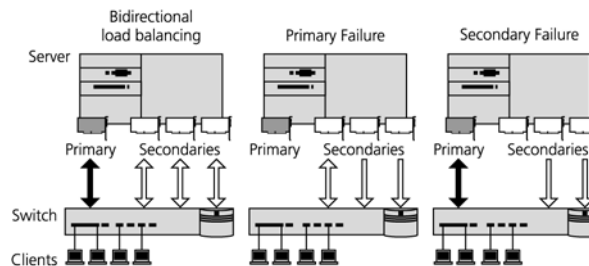 Bidirectional
load balancing
Primary Failure
Secondary Failure
Server
Primary Secondaries
Primary Secondaries
Primary Secondaries
Switch
Clients